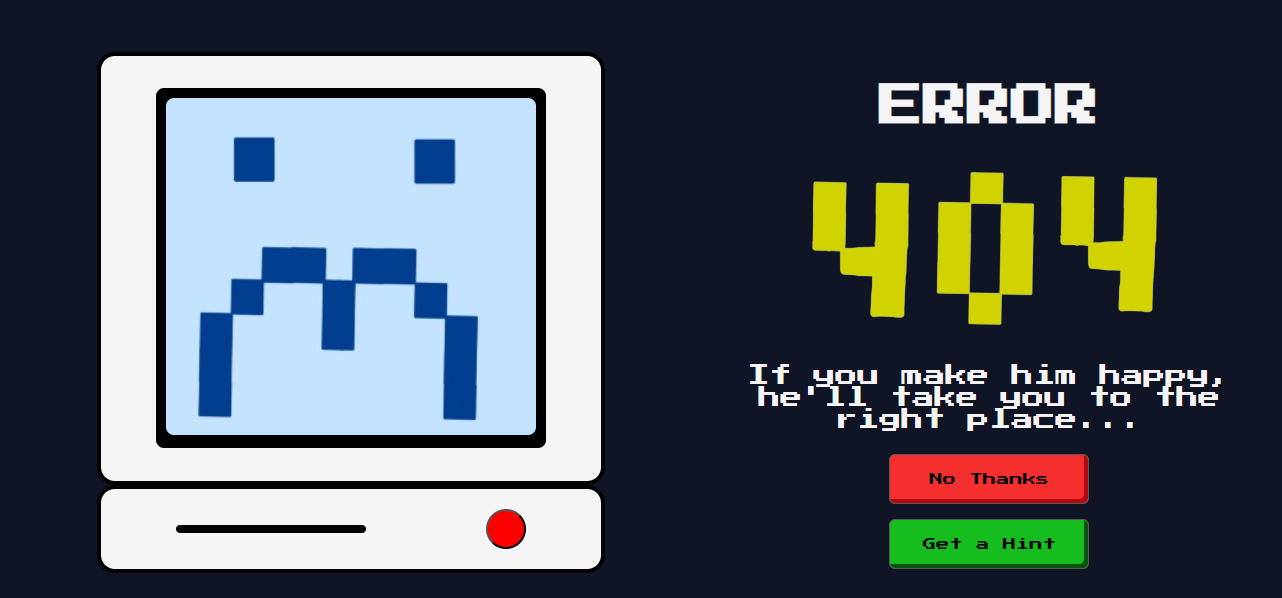 ERROR
404
If you make him happy,
he'll take you to the
right place...
No Thanks
Get a Hint